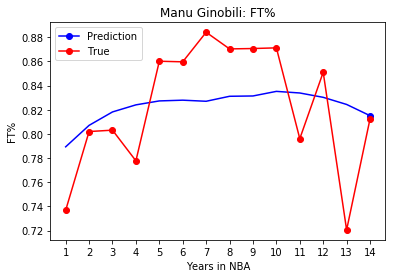 Manu Ginobili: FT%
Prediction
True
FT%
0.88
0.86
0.84
0.82
0.80
0.78
0.76
0.74
0.72
1 2 3 4 5 6 7 8 9 10 11 12 13 14
Years in NBA